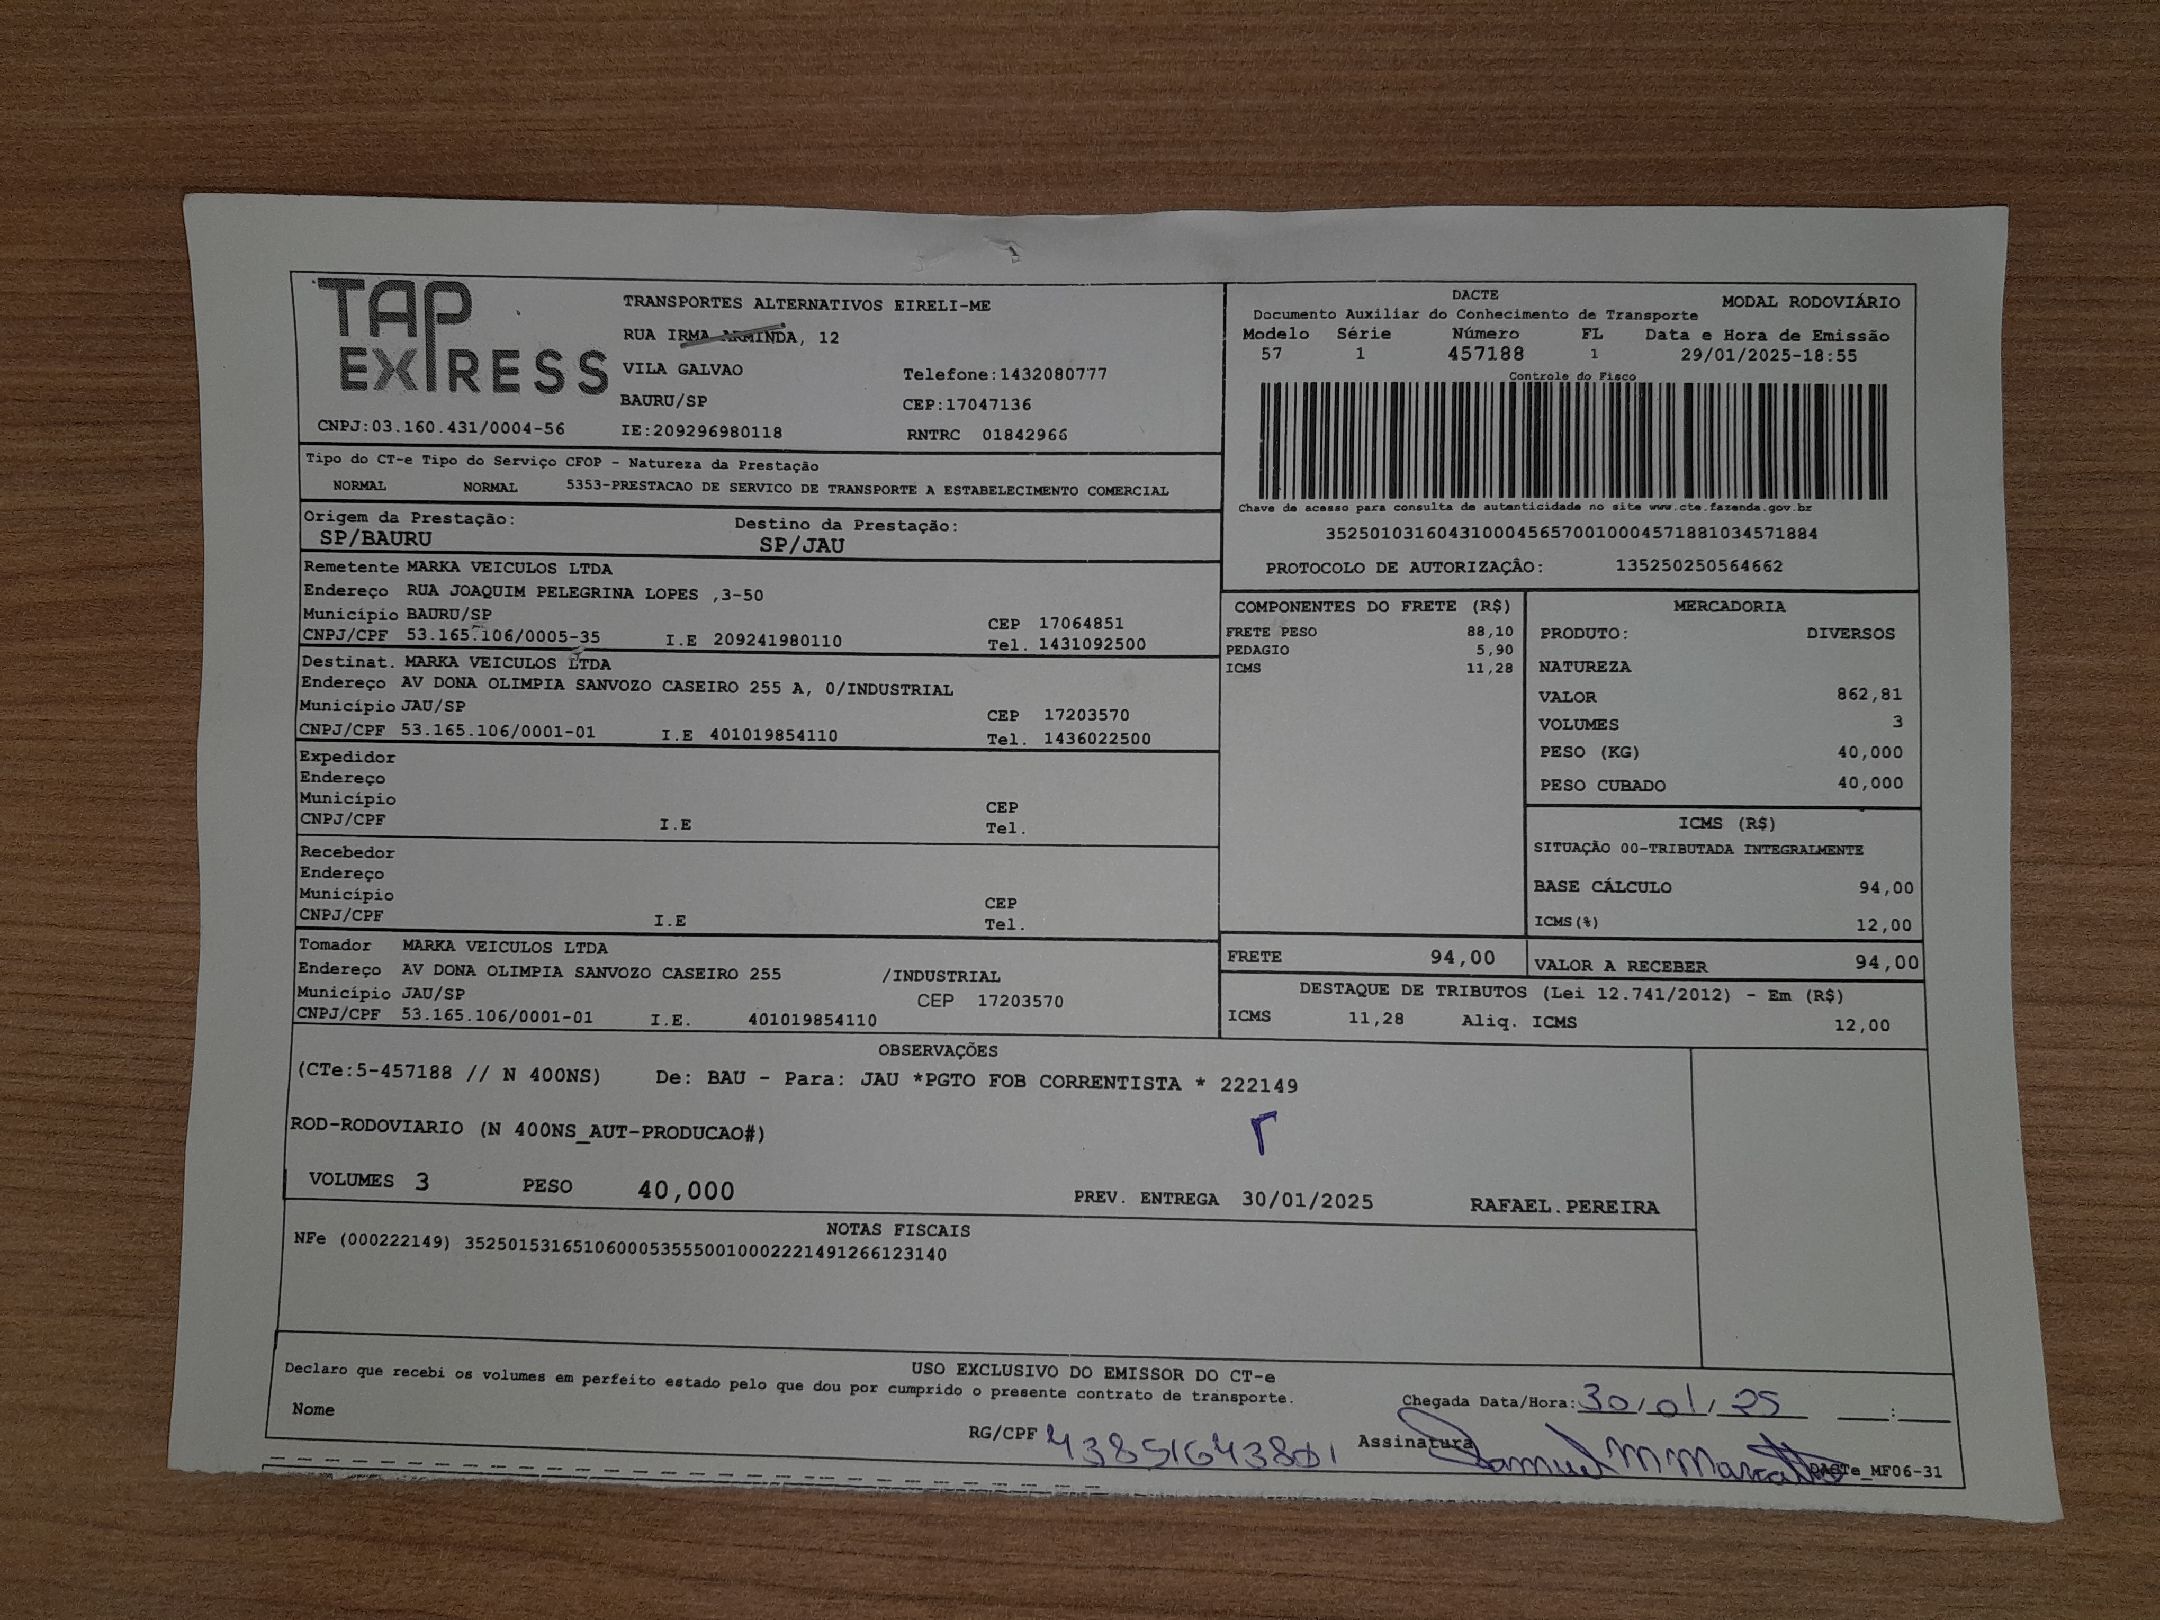 TAP
EXPRESS
TRANSPORTES ALTERNATIVOS EIRELI-ME
RUA IRMA ARMINDA, 12
VILA GALVAO Telefone:1432080777
BAURU/SP CEP:17047136
CNPJ:03.160.431/0004-56 IE:209296980118 RNTRC 01842966
DACTE MODAL RODOVIÁRIO
Documento Auxiliar do Conhecimento de Transporte
Modelo Série Número FL Data e Hora de Emissão
57 1 457188 1 29/01/2025-18:55
Controle do Fisco
Chave de acesso para consulta de autenticidade no site www.cte.fazenda.gov.br
35250103160431000456570010004571881034571884
PROTOCOLO DE AUTORIZAÇÃO: 135250250564662
Tipo do CT-e Tipo do Serviço CFOP - Natureza da Prestação
NORMAL NORMAL 5353-PRESTACAO DE SERVICO DE TRANSPORTE A ESTABELECIMENTO COMERCIAL
Origem da Prestação: Destino da Prestação:
SP/BAURU SP/JAU
Remetente MARKA VEICULOS LTDA
Endereço RUA JOAQUIM PELEGRINA LOPES ,3-50
Município BAURU/SP CEP 17064851
CNPJ/CPF 53.165.106/0005-35 I.E 209241980110 Tel. 1431092500
Destinat. MARKA VEICULOS LTDA
Endereço AV DONA OLIMPIA SANVOZO CASEIRO 255 A, 0/INDUSTRIAL
Município JAU/SP CEP 17203570
CNPJ/CPF 53.165.106/0001-01 I.E 401019854110 Tel. 1436022500
Expedidor
Endereço
Município CEP
CNPJ/CPF I.E Tel.
Recebedor
Endereço
Município CEP
CNPJ/CPF I.E Tel.
Tomador MARKA VEICULOS LTDA
Endereço AV DONA OLIMPIA SANVOZO CASEIRO 255 /INDUSTRIAL
Município JAU/SP CEP 17203570
CNPJ/CPF 53.165.106/0001-01 I.E. 401019854110
COMPONENTES DO FRETE (R$)
FRETE PESO 88,10
PEDAGIO 5,90
ICMS 11,28
MERCADORIA
PRODUTO: DIVERSOS
NATUREZA
VALOR 862,81
VOLUMES 3
PESO (KG) 40,000
PESO CUBADO 40,000
ICMS (R$)
SITUAÇÃO 00-TRIBUTADA INTEGRALMENTE
BASE CÁLCULO 94,00
ICMS(%) 12,00
FRETE 94,00 VALOR A RECEBER 94,00
DESTAQUE DE TRIBUTOS (Lei 12.741/2012) - Em (R$)
ICMS 11,28 Aliq. ICMS 12,00
OBSERVAÇÕES
(CTe:5-457188 // N 400NS) De: BAU - Para: JAU *PGTO FOB CORRENTISTA * 222149
ROD-RODOVIARIO (N 400NS_AUT-PRODUCAO#)
VOLUMES 3 PESO 40,000 PREV. ENTREGA 30/01/2025 RAFAEL.PEREIRA
NOTAS FISCAIS
NFe (000222149) 35250153165106000535550010002221491266123140
USO EXCLUSIVO DO EMISSOR DO CT-e
Declaro que recebi os volumes em perfeito estado pelo que dou por cumprido o presente contrato de transporte.
Chegada Data/Hora: 30/01/25 ___:___
Nome RG/CPF 43851643801 Assinatura Samuel M
_MF06-31